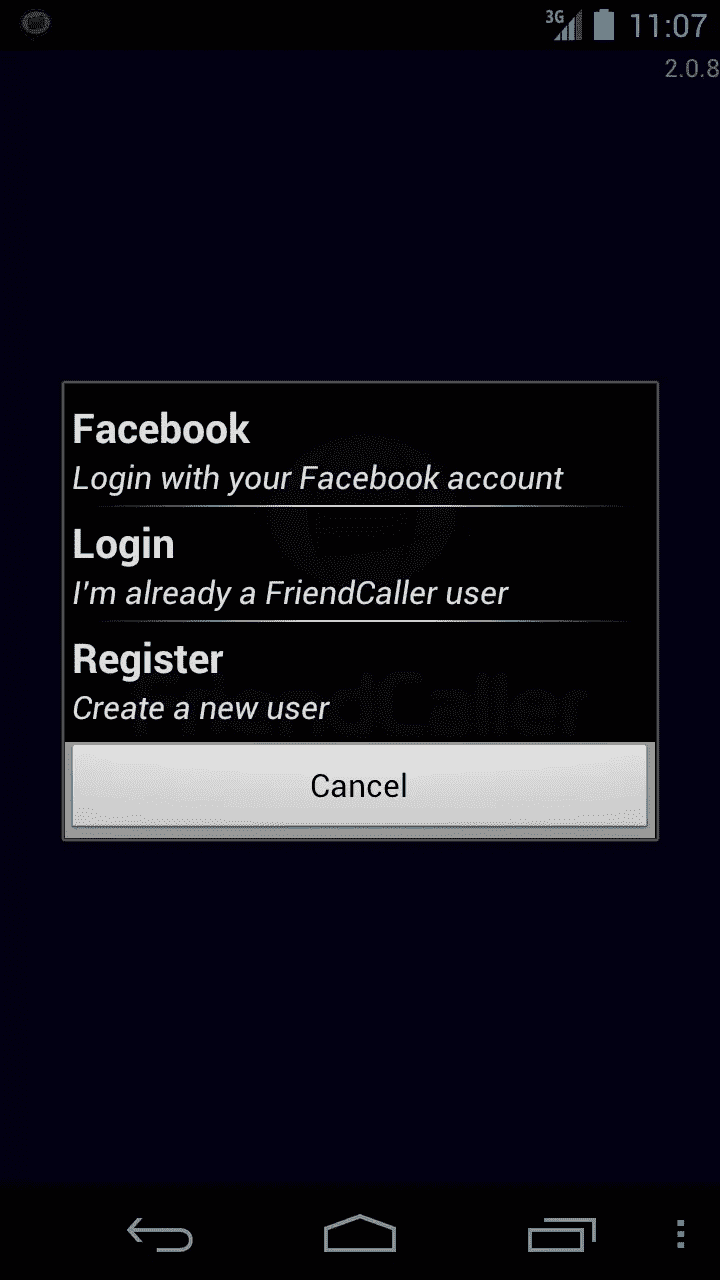 3G 11:07
2.0.8
Facebook
Login with your Facebook account
Login
I'm already a FriendCaller user
Register
FriendCaller
Create a new user
Cancel